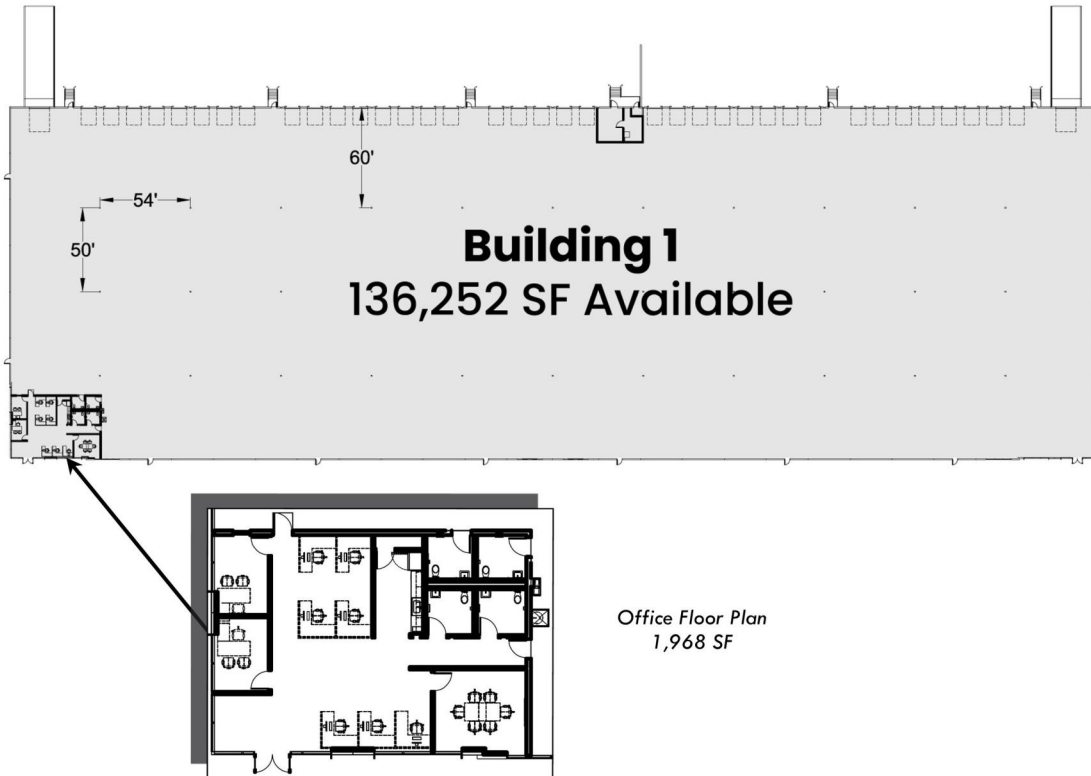 60'
54'
50'
Building 1
136,252 SF Available
Office Floor Plan
1,968 SF